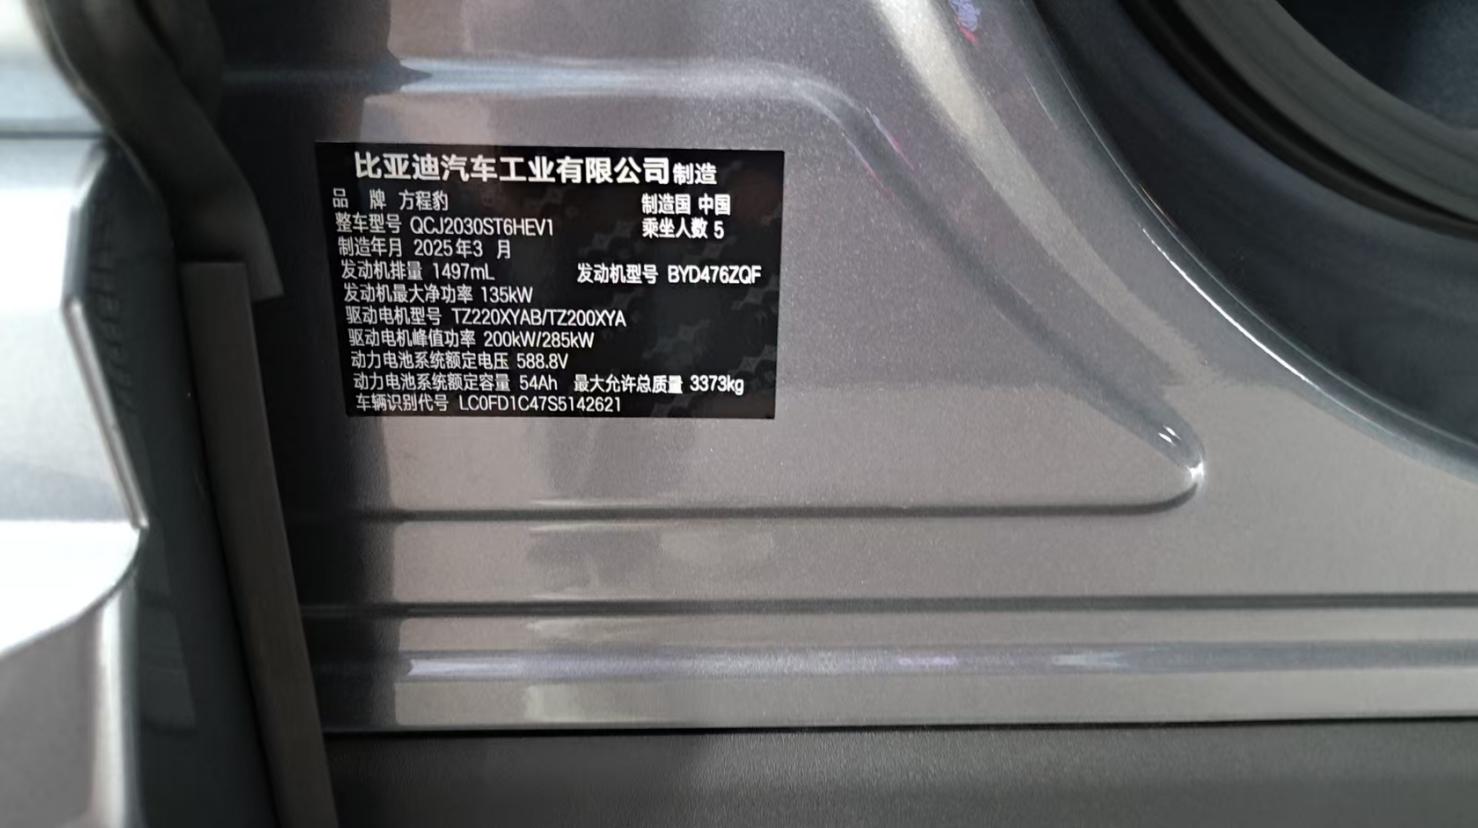 比亚迪汽车工业有限公司制造
品 牌 方程豹 制造国 中国
整车型号 QCJ2030ST6HEV1 乘坐人数 5
制造年月 2025年3 月
发动机排量 1497mL 发动机型号 BYD476ZQF
发动机最大净功率 135kW
驱动电机型号 TZ220XYAB/TZ200XYA
驱动电机峰值功率 200kW/285kW
动力电池系统额定电压 588.8V
动力电池系统额定容量 54Ah 最大允许总质量 3373kg
车辆识别代号 LC0FD1C47S5142621